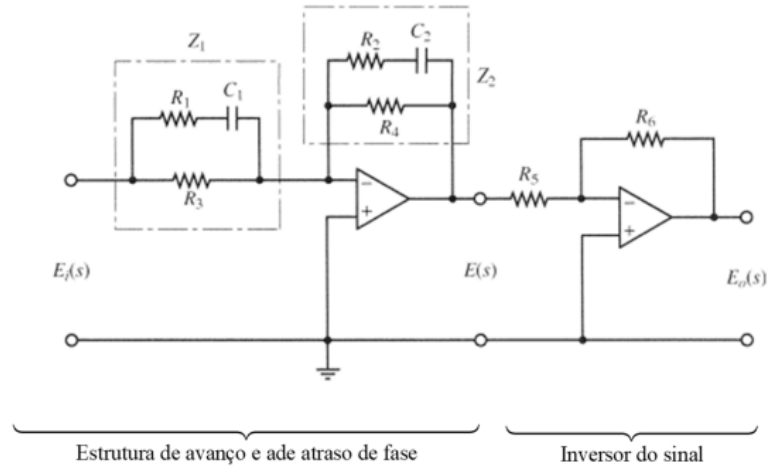 Z₁
R₁
C₁
R₃
R₂
C₂
Z₂
R₄
R₅
R₆
−
+
−
+
Eᵢ(s)
E(s)
Eₒ(s)
Estrutura de avanço e ade atraso de fase
Inversor do sinal